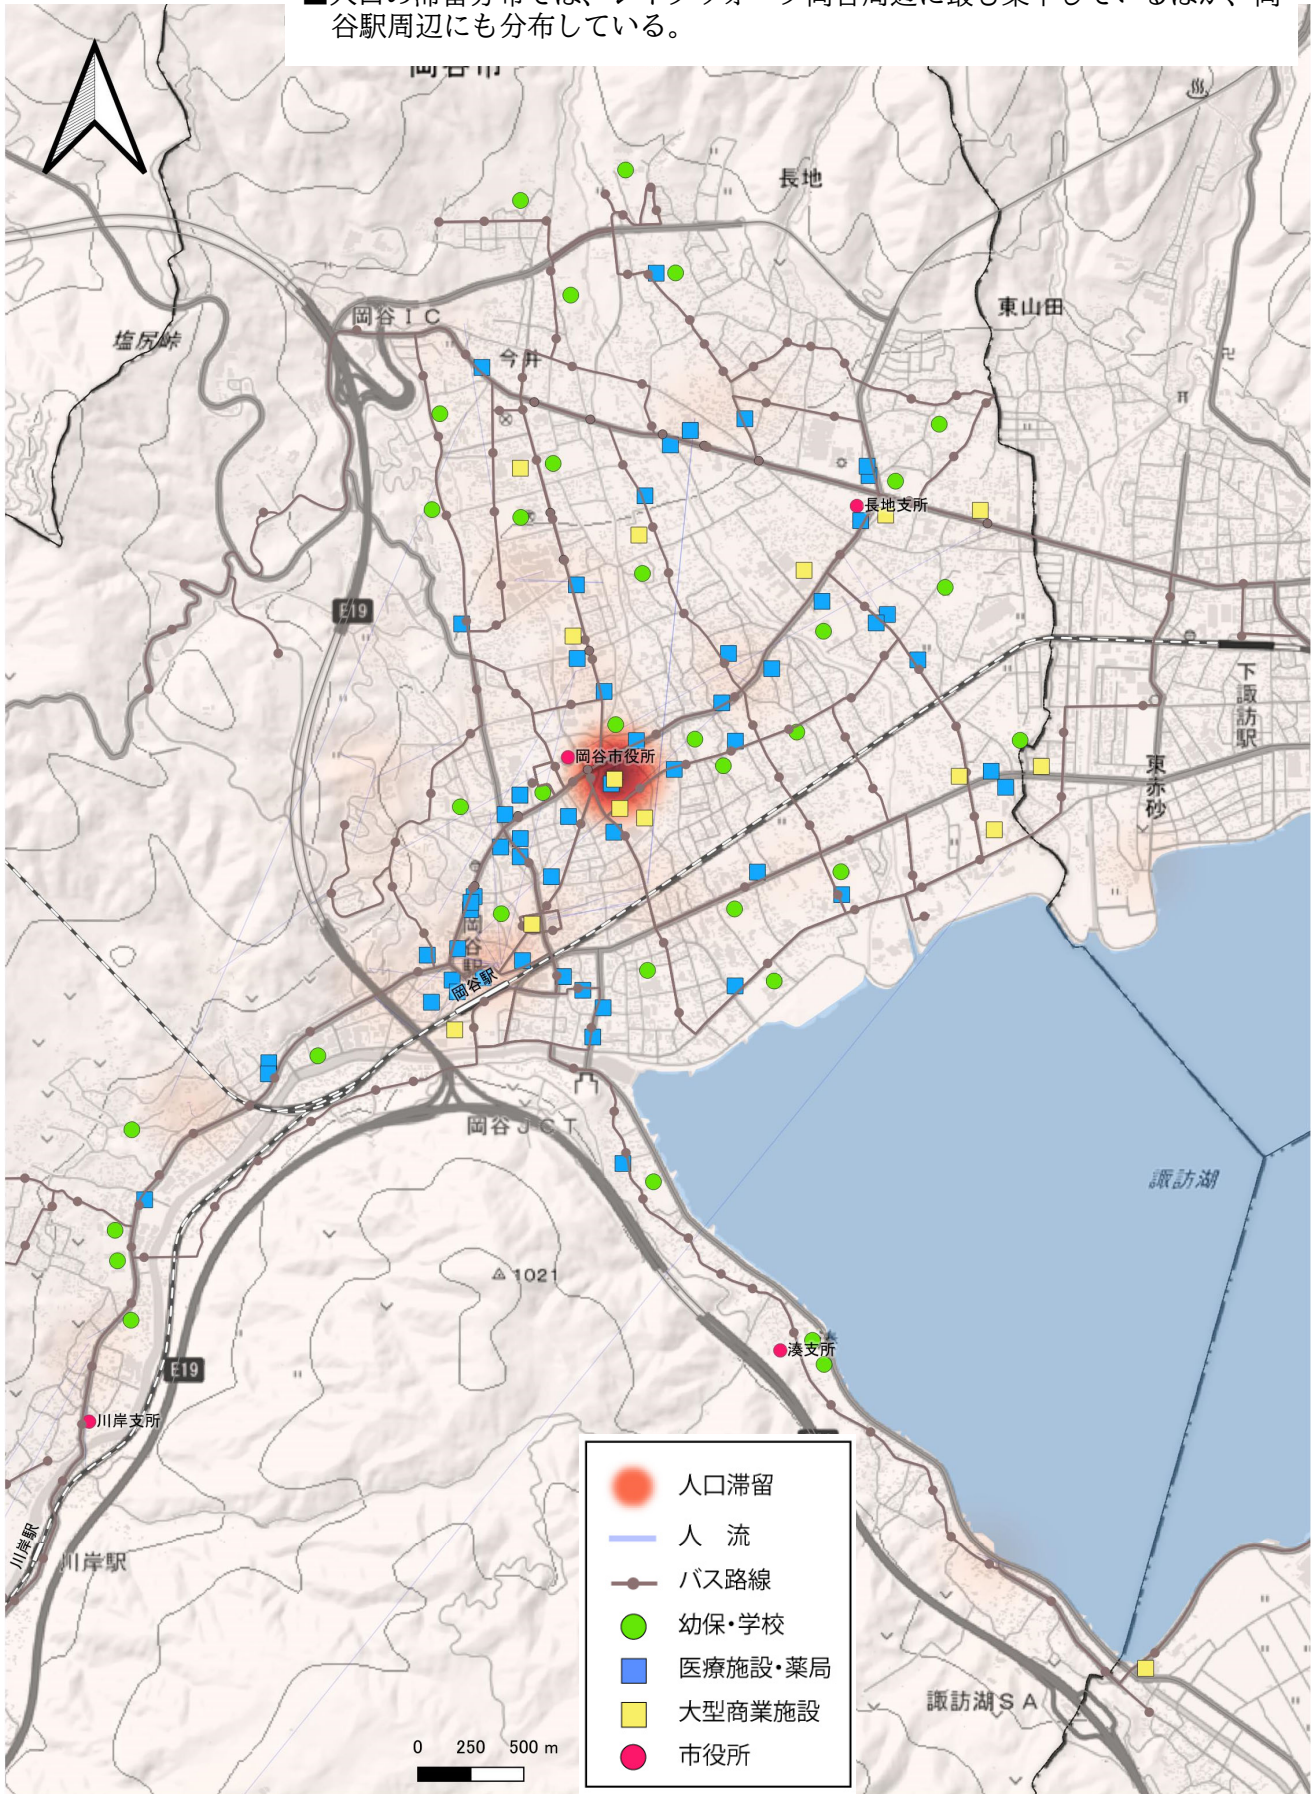 谷駅周辺にも分布している。
長地
東山田
岡谷ＩＣ
塩尻峠
今井
長地支所
E19
下諏訪駅
岡谷市役所
東赤砂
岡谷駅
岡谷駅
岡谷ＪＣＴ
諏訪湖
1021
湊支所
E19
川岸支所
川岸駅
川岸駅
諏訪湖ＳＡ
人口滞留
人　流
バス路線
幼保・学校
医療施設・薬局
大型商業施設
市役所
0 250 500 m